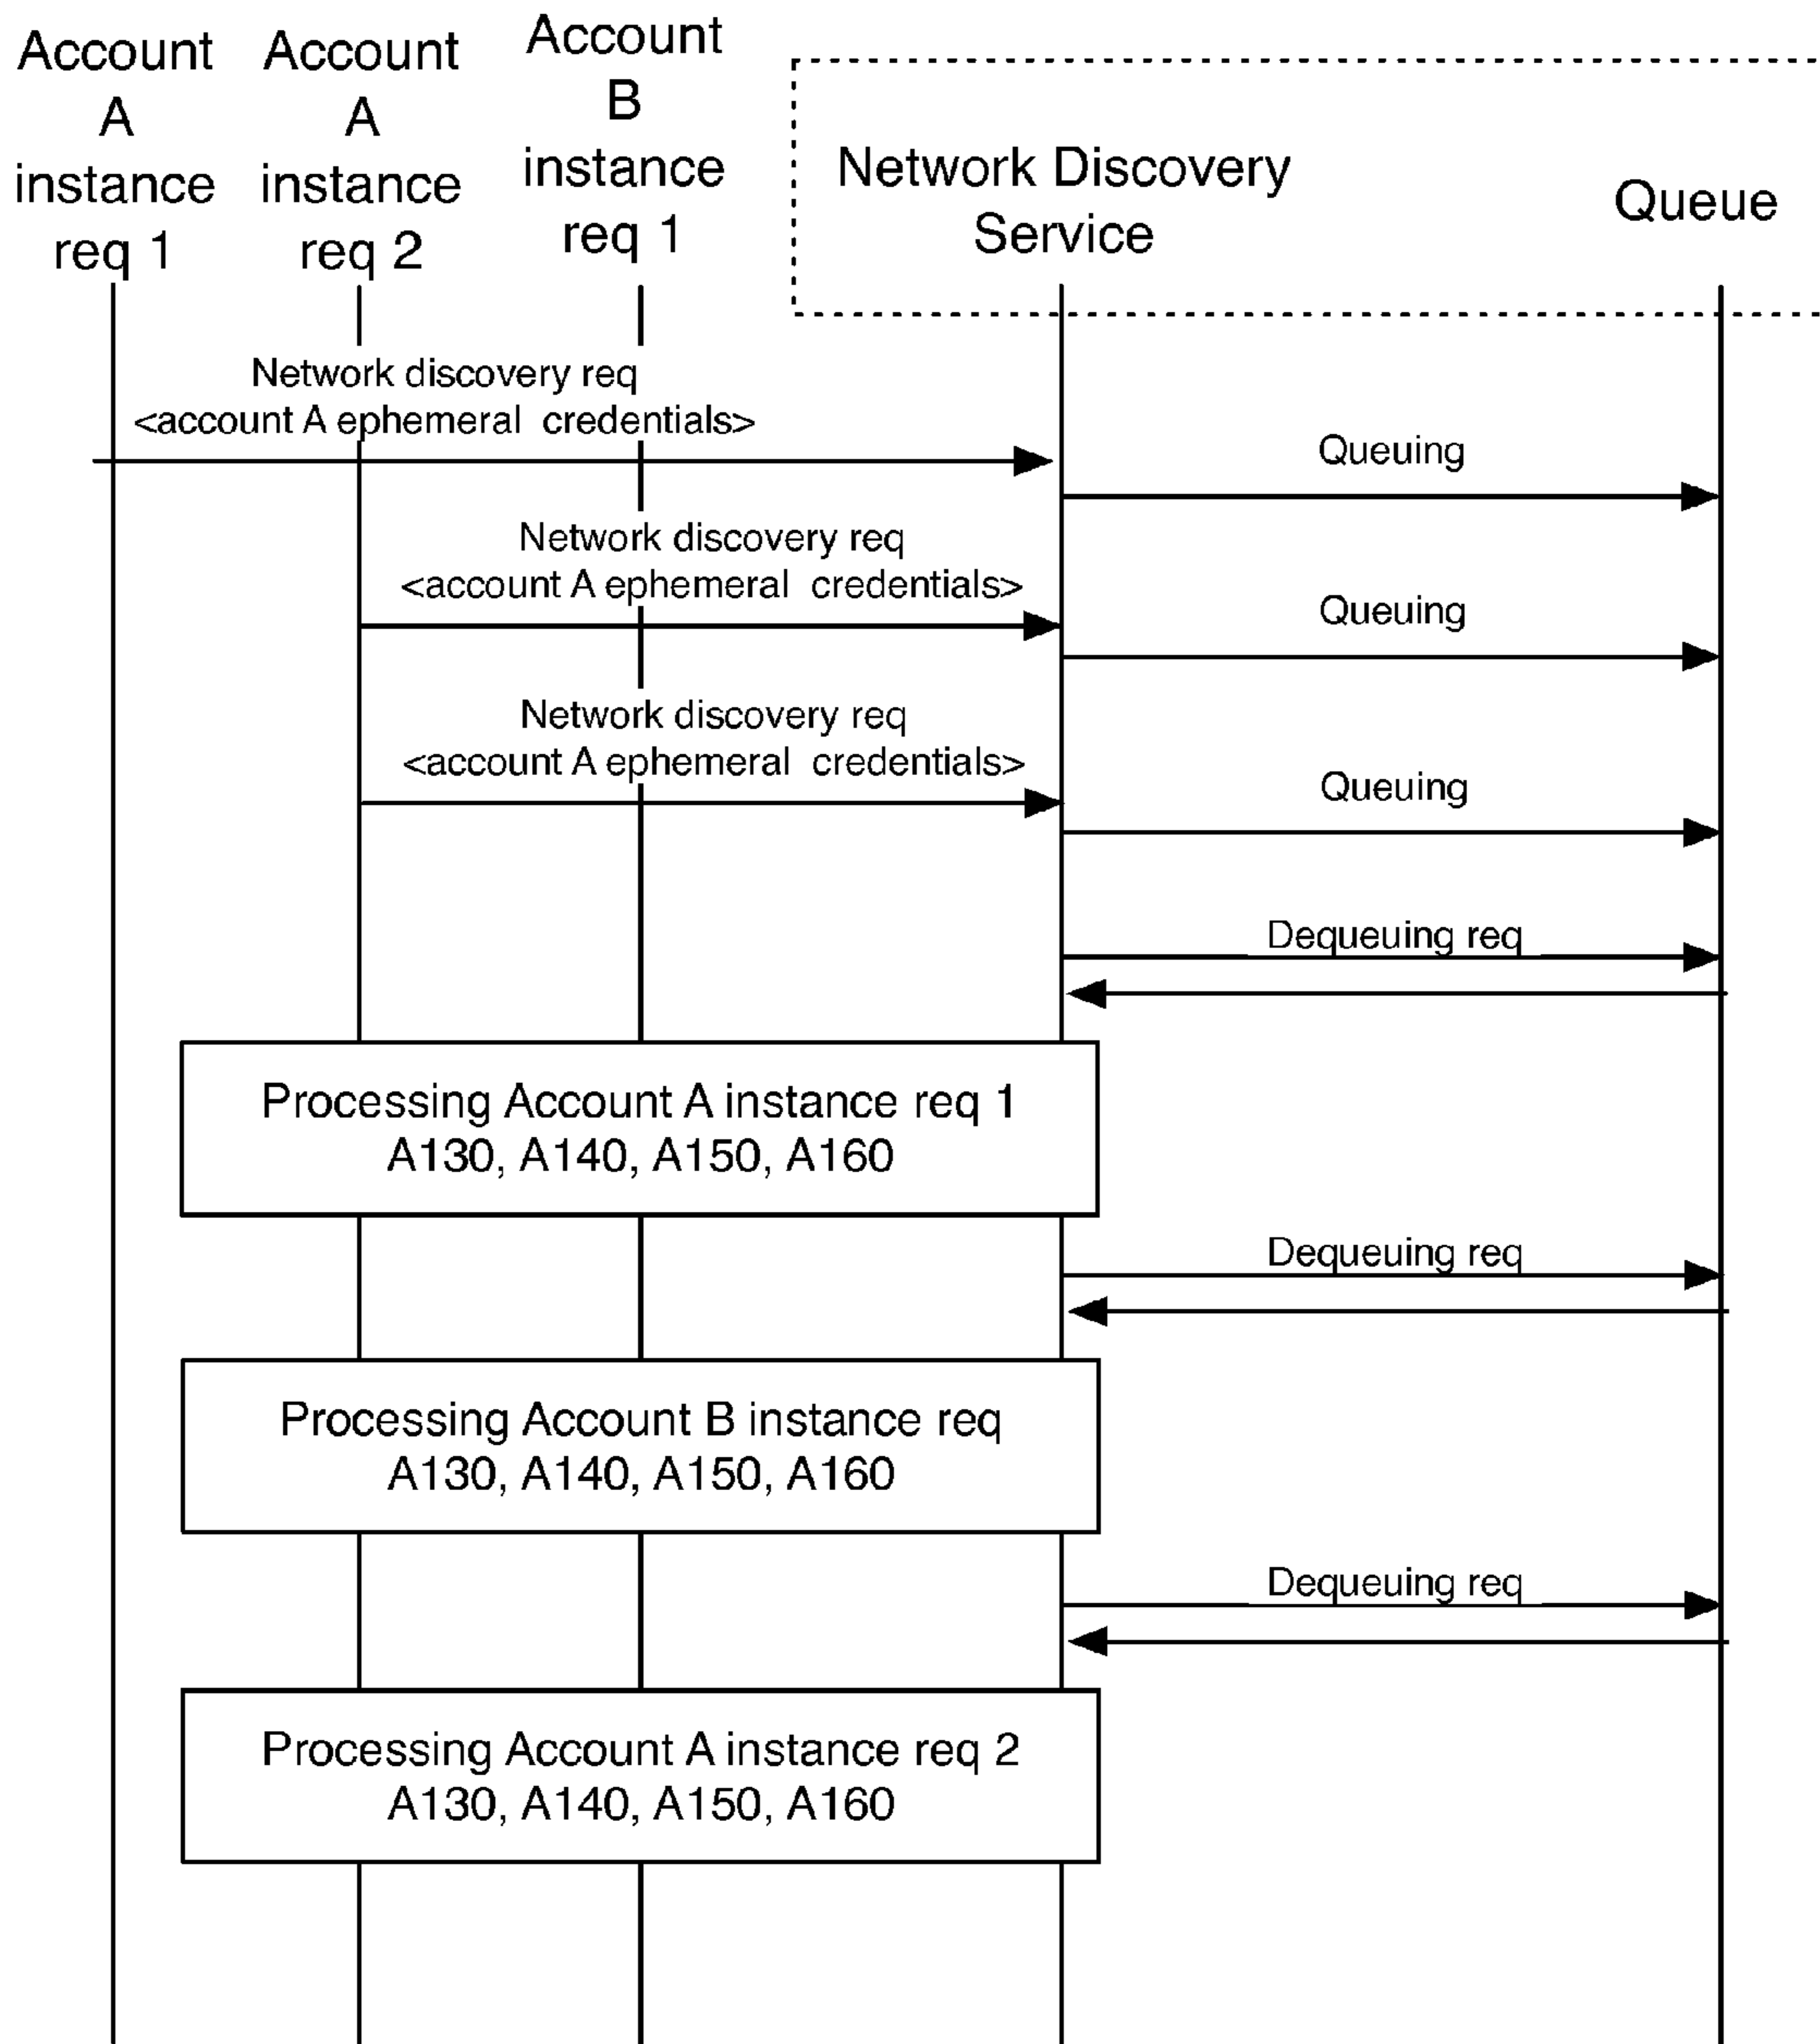 Account
A
instance
req 1
Account
A
instance
req 2
Account
B
instance
req 1
Network Discovery
Service
Queue
Network discovery req
<account A ephemeral credentials>
Queuing
Network discovery req
<account A ephemeral credentials>
Queuing
Network discovery req
<account A ephemeral credentials>
Queuing
Dequeuing req
Processing Account A instance req 1
A130, A140, A150, A160
Dequeuing req
Processing Account B instance req
A130, A140, A150, A160
Dequeuing req
Processing Account A instance req 2
A130, A140, A150, A160